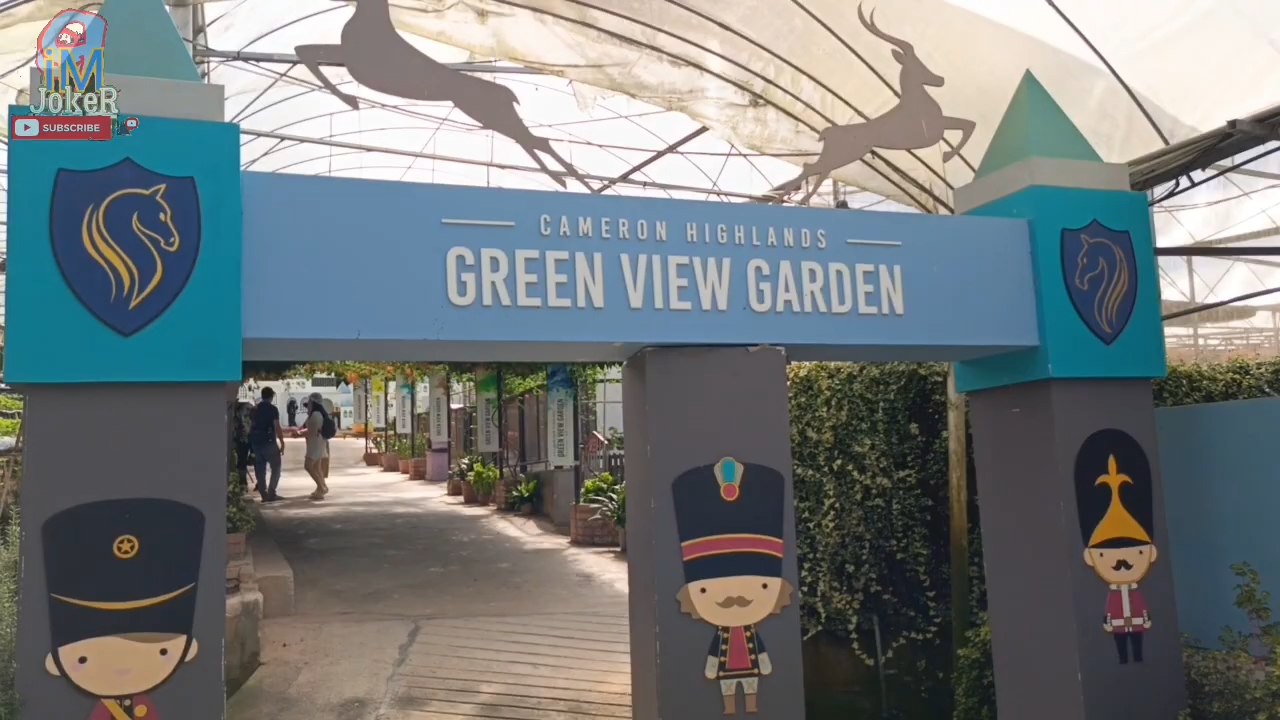 iM
JokeR
SUBSCRIBE
CAMERON HIGHLANDS
GREEN VIEW GARDEN